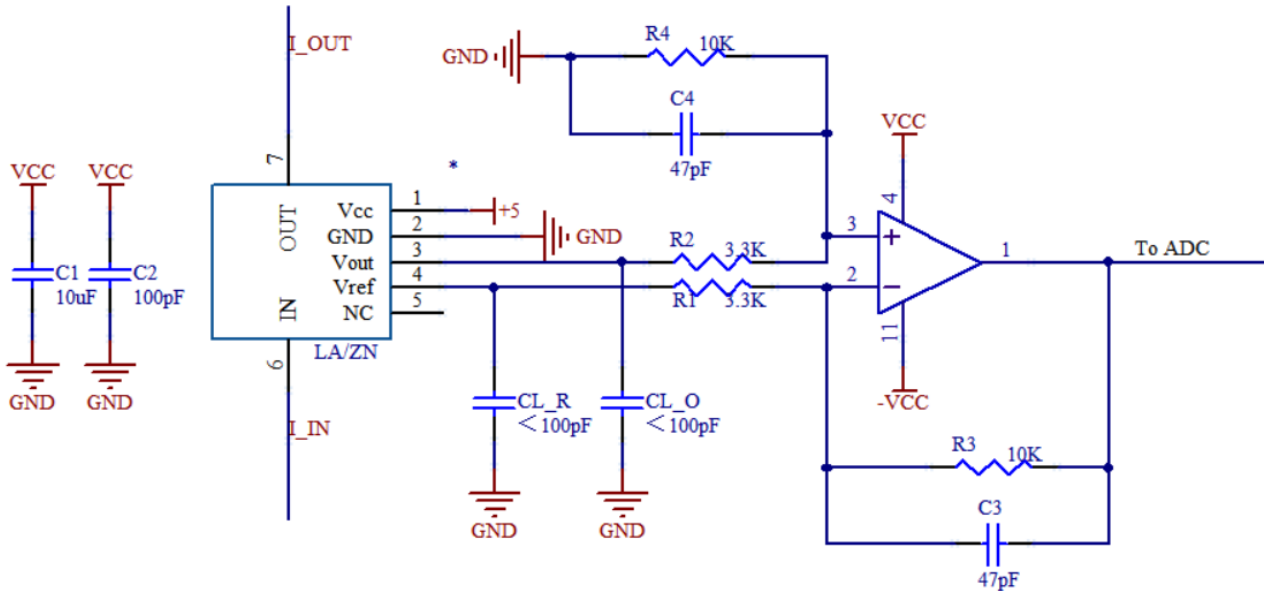 I_OUT
GND
R4
10K
C4
47pF
VCC
VCC
VCC
7
*
OUT
IN
Vcc
1
+5
GND
2
GND
Vout
3
Vref
4
NC
5
LA/ZN
6
I_IN
C1
10uF
C2
100pF
GND
GND
R2
3.3K
R1
3.3K
3
+
2
−
4
11
1
To ADC
-VCC
CL_R
<100pF
CL_O
<100pF
GND
GND
R3
10K
C3
47pF